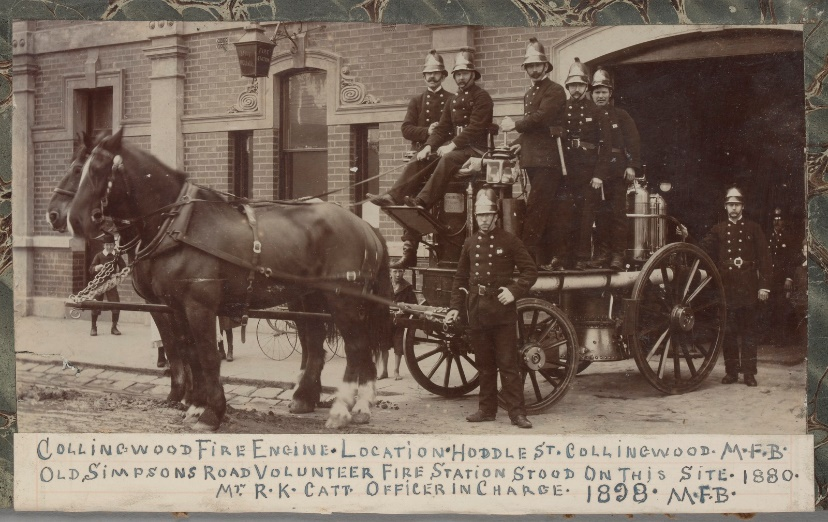 COLLINGWOOD FIRE ENGINE · LOCATION · HODDLE ST. COLLINGWOOD · M·F·B·
OLD SIMPSONS ROAD VOLUNTEER FIRE STATION STOOD ON THIS SITE · 1880 ·
MR R. K. CATT OFFICER IN CHARGE · 1898 · M.F.B.